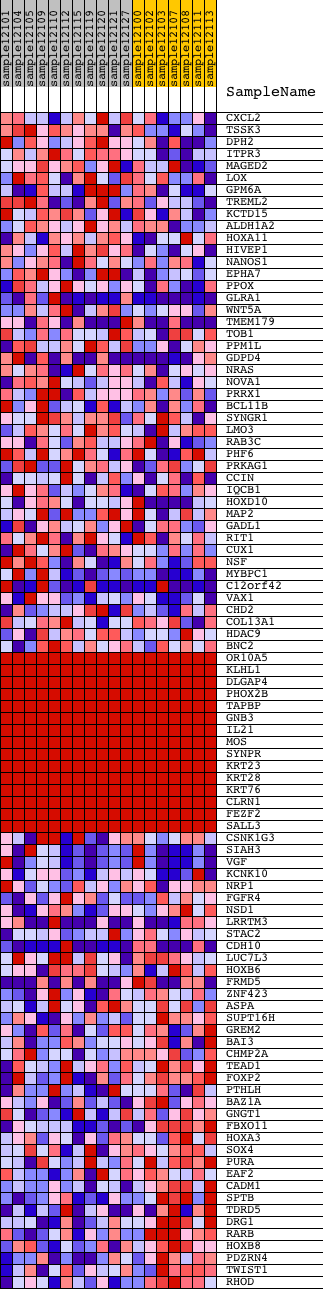 sample12101
sample12104
sample12105
sample1219
sample12110
sample12112
sample12115
sample12119
sample12120
sample12124
sample12127
sample12100
sample12102
sample12103
sample12107
sample12108
sample12111
sample12113
SampleName
CXCL2
TSSK3
DPH2
ITPR3
MAGED2
LOX
GPM6A
TREML2
KCTD15
ALDH1A2
HOXA11
HIVEP1
NANOS1
EPHA7
PPOX
GLRA1
WNT5A
TMEM179
TOB1
PPM1L
GDPD4
NRAS
NOVA1
PRRX1
BCL11B
SYNGR1
LMO3
RAB3C
PHF6
PRKAG1
CCIN
IQCB1
HOXD10
MAP2
GADL1
RIT1
CUX1
NSF
MYBPC1
C12orf42
VAX1
CHD2
COL13A1
HDAC9
BNC2
OR10A5
KLHL1
DLGAP4
PHOX2B
TAPBP
GNB3
IL21
MOS
SYNPR
KRT23
KRT28
KRT76
CLRN1
FEZF2
SALL3
CSNK1G3
SIAH3
VGF
KCNK10
NRP1
FGFR4
NSD1
LRRTM3
STAC2
CDH10
LUC7L3
HOXB6
FRMD5
ZNF423
ASPA
SUPT16H
GREM2
BAI3
CHMP2A
TEAD1
FOXP2
PTHLH
BAZ1A
GNGT1
FBXO11
HOXA3
SOX4
PURA
EAF2
CADM1
SPTB
TDRD5
DRG1
RARB
HOXB8
PDZRN4
TWIST1
RHOD